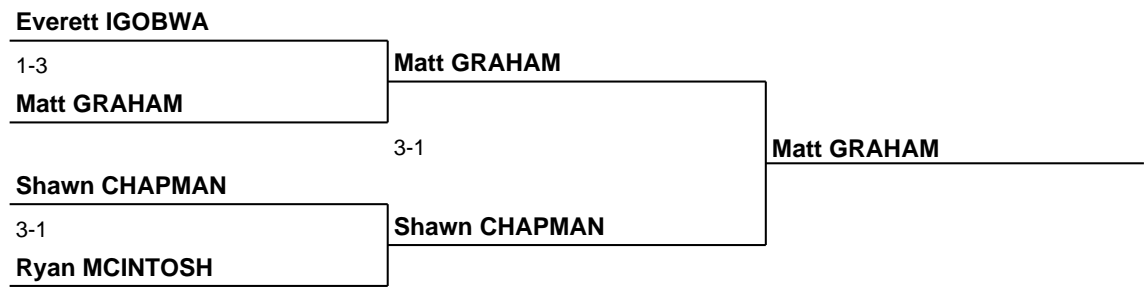 Everett IGOBWA
1-3
Matt GRAHAM
Matt GRAHAM
3-1
Matt GRAHAM
Shawn CHAPMAN
3-1
Shawn CHAPMAN
Ryan MCINTOSH